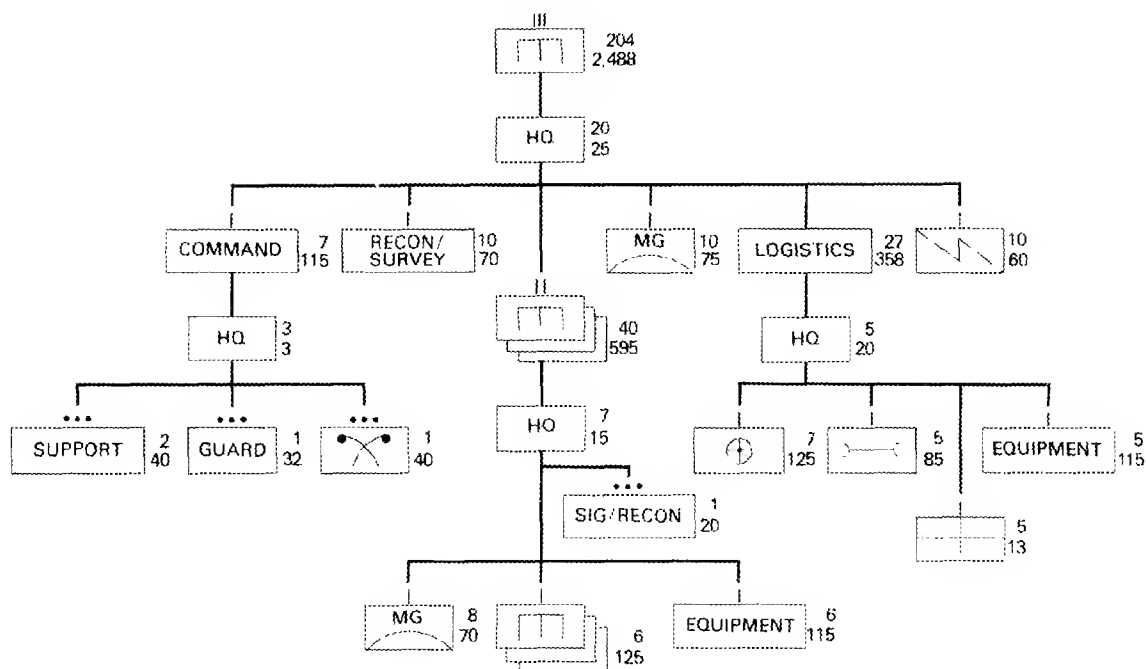 III
204
2,488
HQ
20
25
COMMAND
7
115
RECON/
SURVEY
10
70
MG
10
75
LOGISTICS
27
358
10
60
II
40
595
HQ
3
3
HQ
5
20
HQ
7
15
SUPPORT
2
40
GUARD
1
32
1
40
7
125
5
85
EQUIPMENT
5
115
SIG/RECON
1
20
5
13
MG
8
70
6
125
EQUIPMENT
6
115